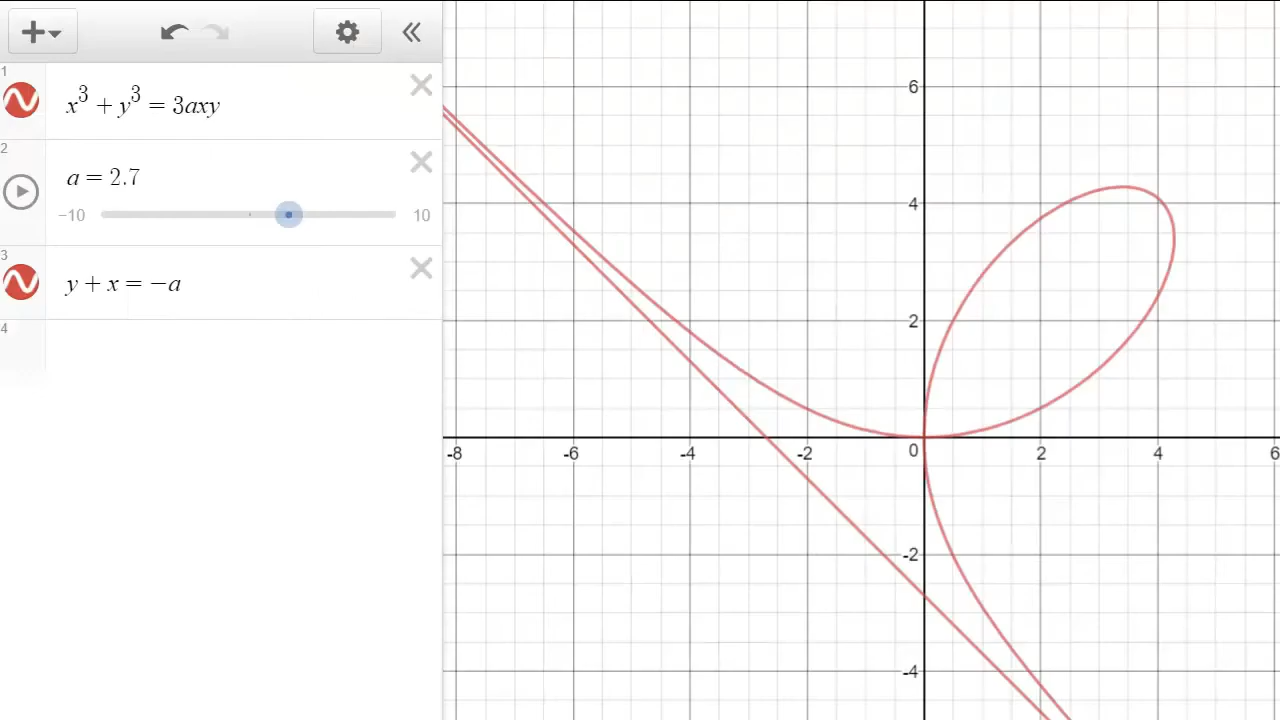 1
x³ + y³ = 3axy
2
a = 2.7
−10 10
3
y + x = −a
4
6
4
2
-8 -6 -4 -2 0 2 4 6
-2
-4